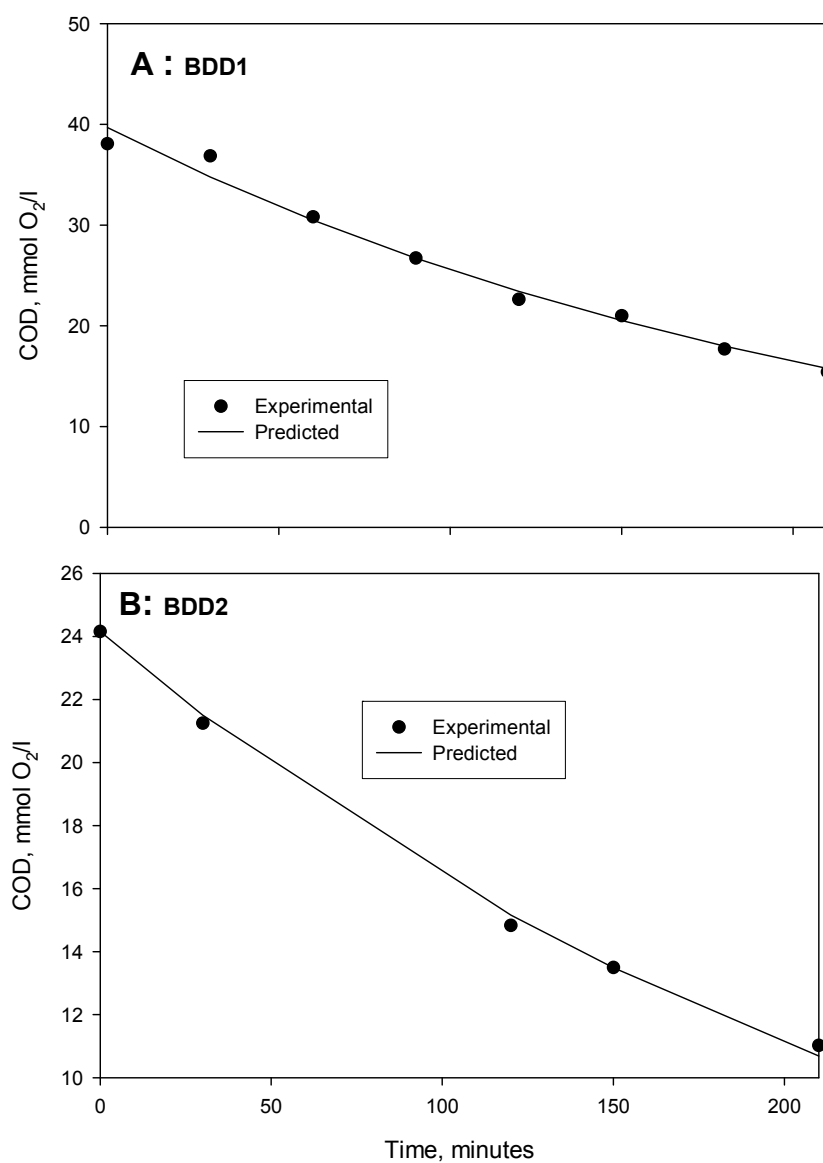 50
A : BDD1
40
30
COD, mmol O2/l
20
Experimental
10
Predicted
0
26
B: BDD2
24
22
Experimental
20
Predicted
COD, mmol O2/l
18
16
14
12
10
0 50 100 150 200
Time, minutes